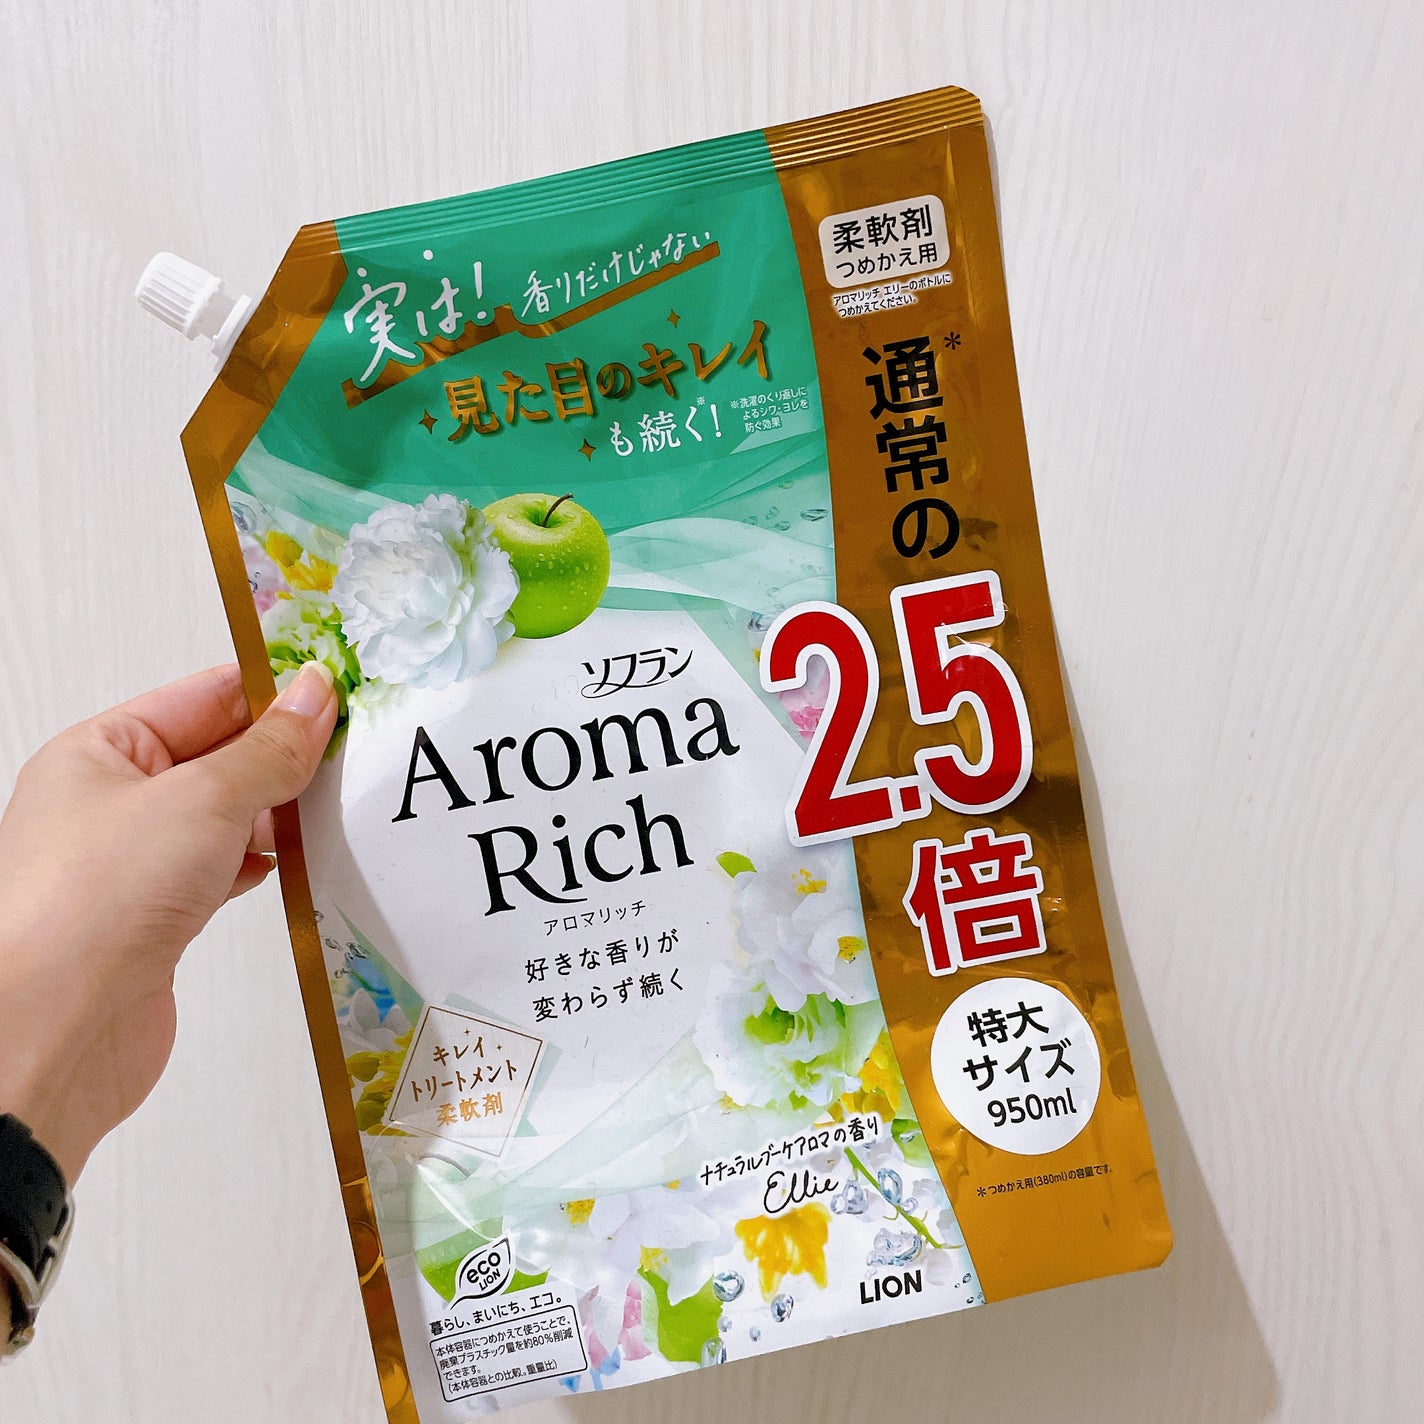 実は!
香りだけじゃない
見た目のキレイ
も続く※!
※洗濯のくり返しに
よるシワ・ヨレを
防ぐ効果
柔軟剤
つめかえ用
アロマリッチ エリーのボトルに
つめかえてください。
通常の*
2.5
倍
特大
サイズ
950ml
*つめかえ用(380ml)の容量です。
ソフラン
Aroma
Rich
アロマリッチ
好きな香りが
変わらず続く
キレイ
トリートメント
柔軟剤
ナチュラルブーケアロマの香り
Ellie
eco
LION
暮らし、まいにち、エコ。
本体容器につめかえて使うことで、
廃棄プラスチック量を約80%削減
できます。
(本体容器との比較。重量比)
LION